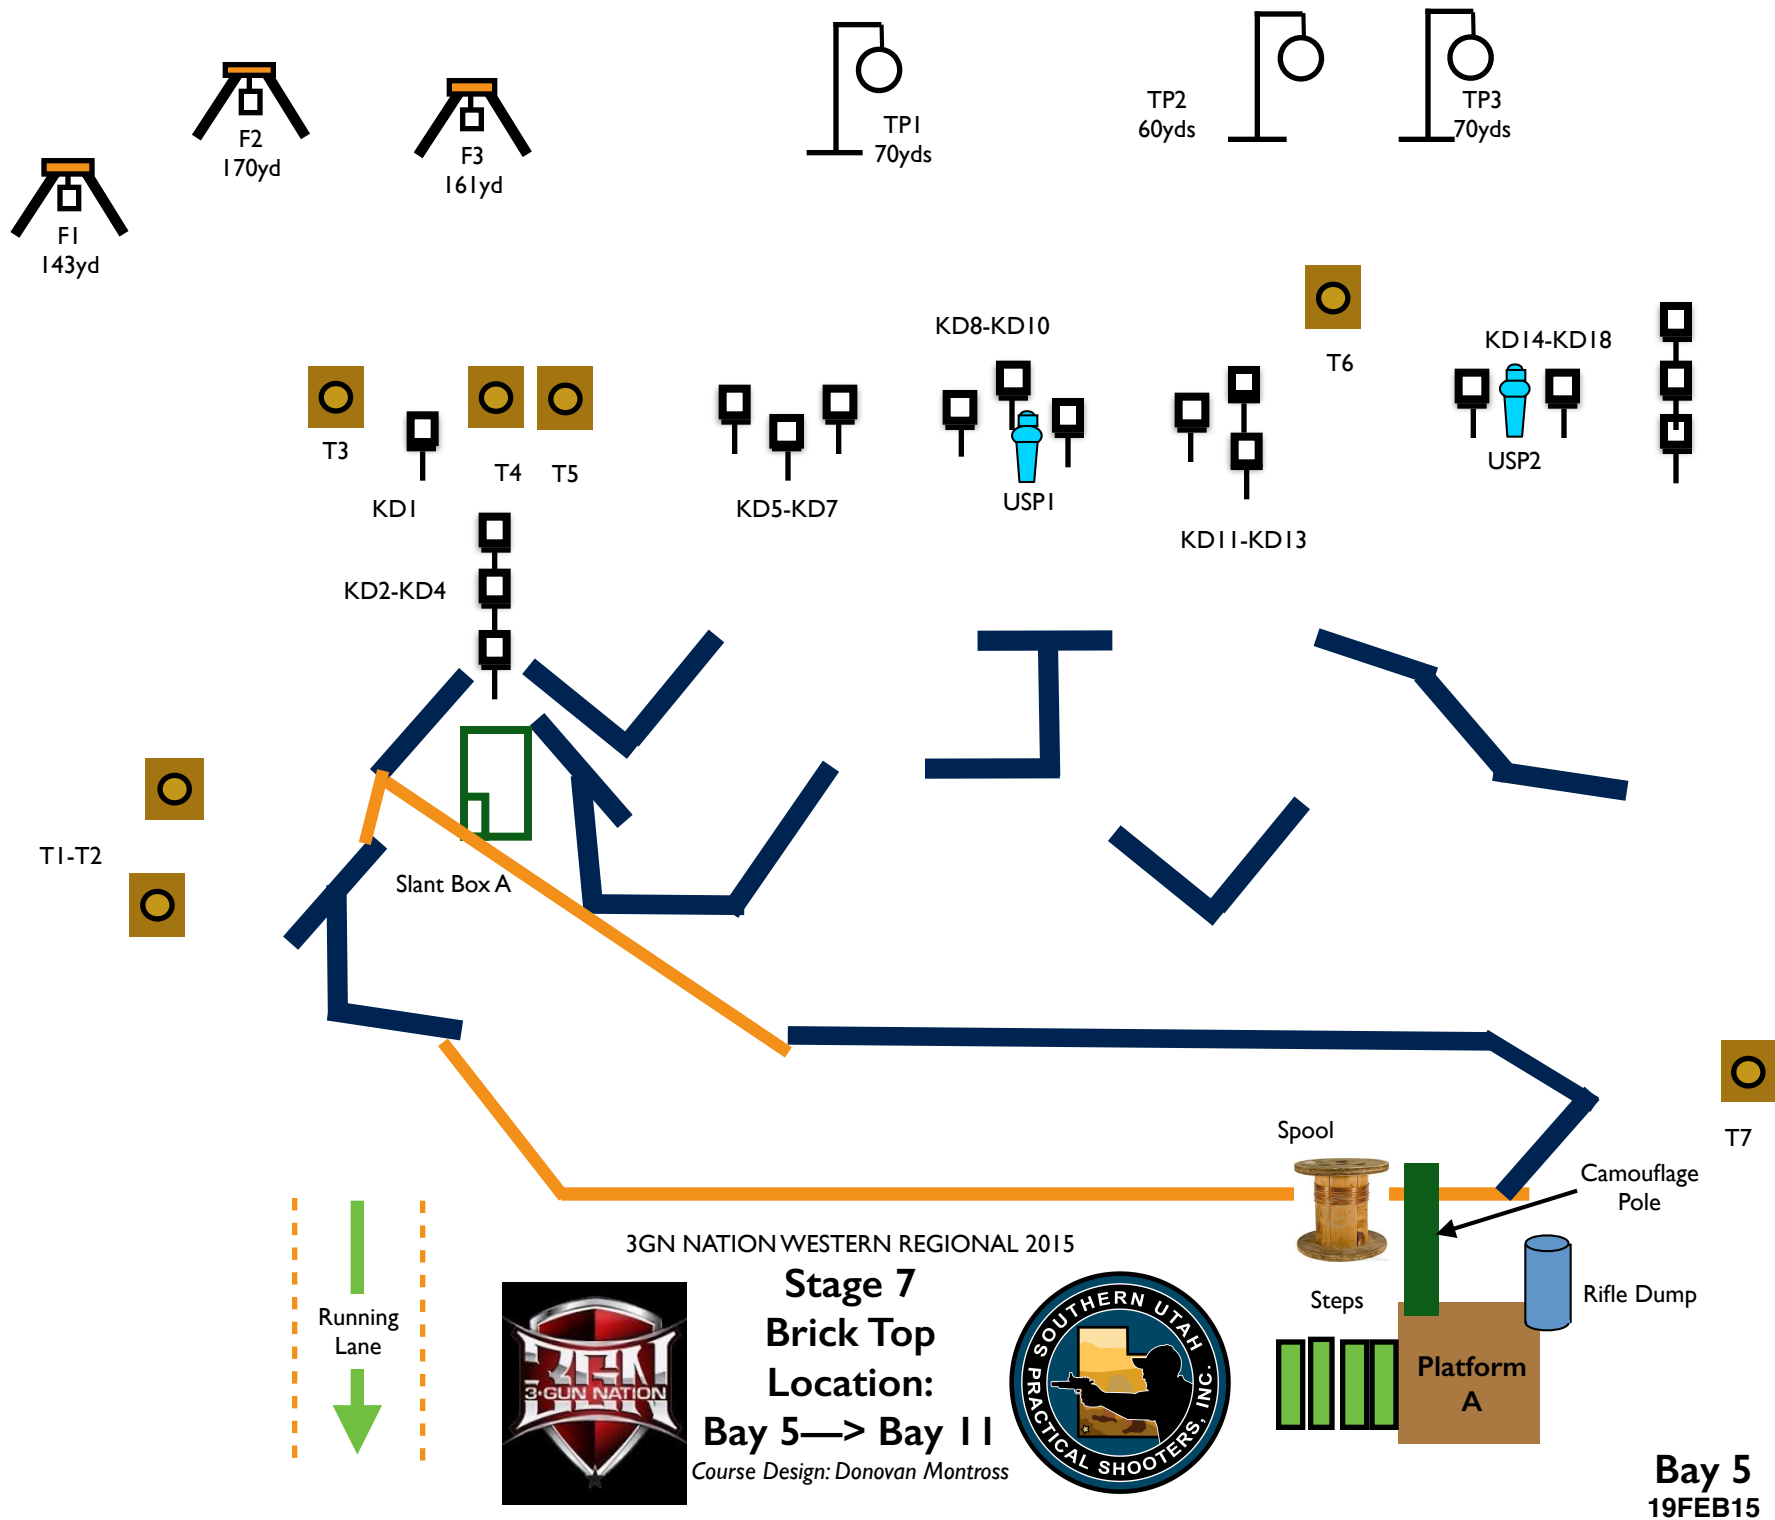 F2
170yd
F3
161yd
F1
143yd
TP1
70yds
TP2
60yds
TP3
70yds
KD8-KD10
T6
KD14-KD18
T3
T4
T5
KD1
KD5-KD7
USP1
USP2
KD11-KD13
KD2-KD4
T1-T2
Slant Box A
T7
Spool
Camouflage
Pole
Steps
Rifle Dump
Platform
A
Running
Lane
3GN NATION WESTERN REGIONAL 2015
Stage 7
Brick Top
Location:
Bay 5—> Bay 11
Course Design: Donovan Montross
3GN
3•GUN NATION
SOUTHERN UTAH
PRACTICAL SHOOTERS, INC.
Bay 5
19FEB15